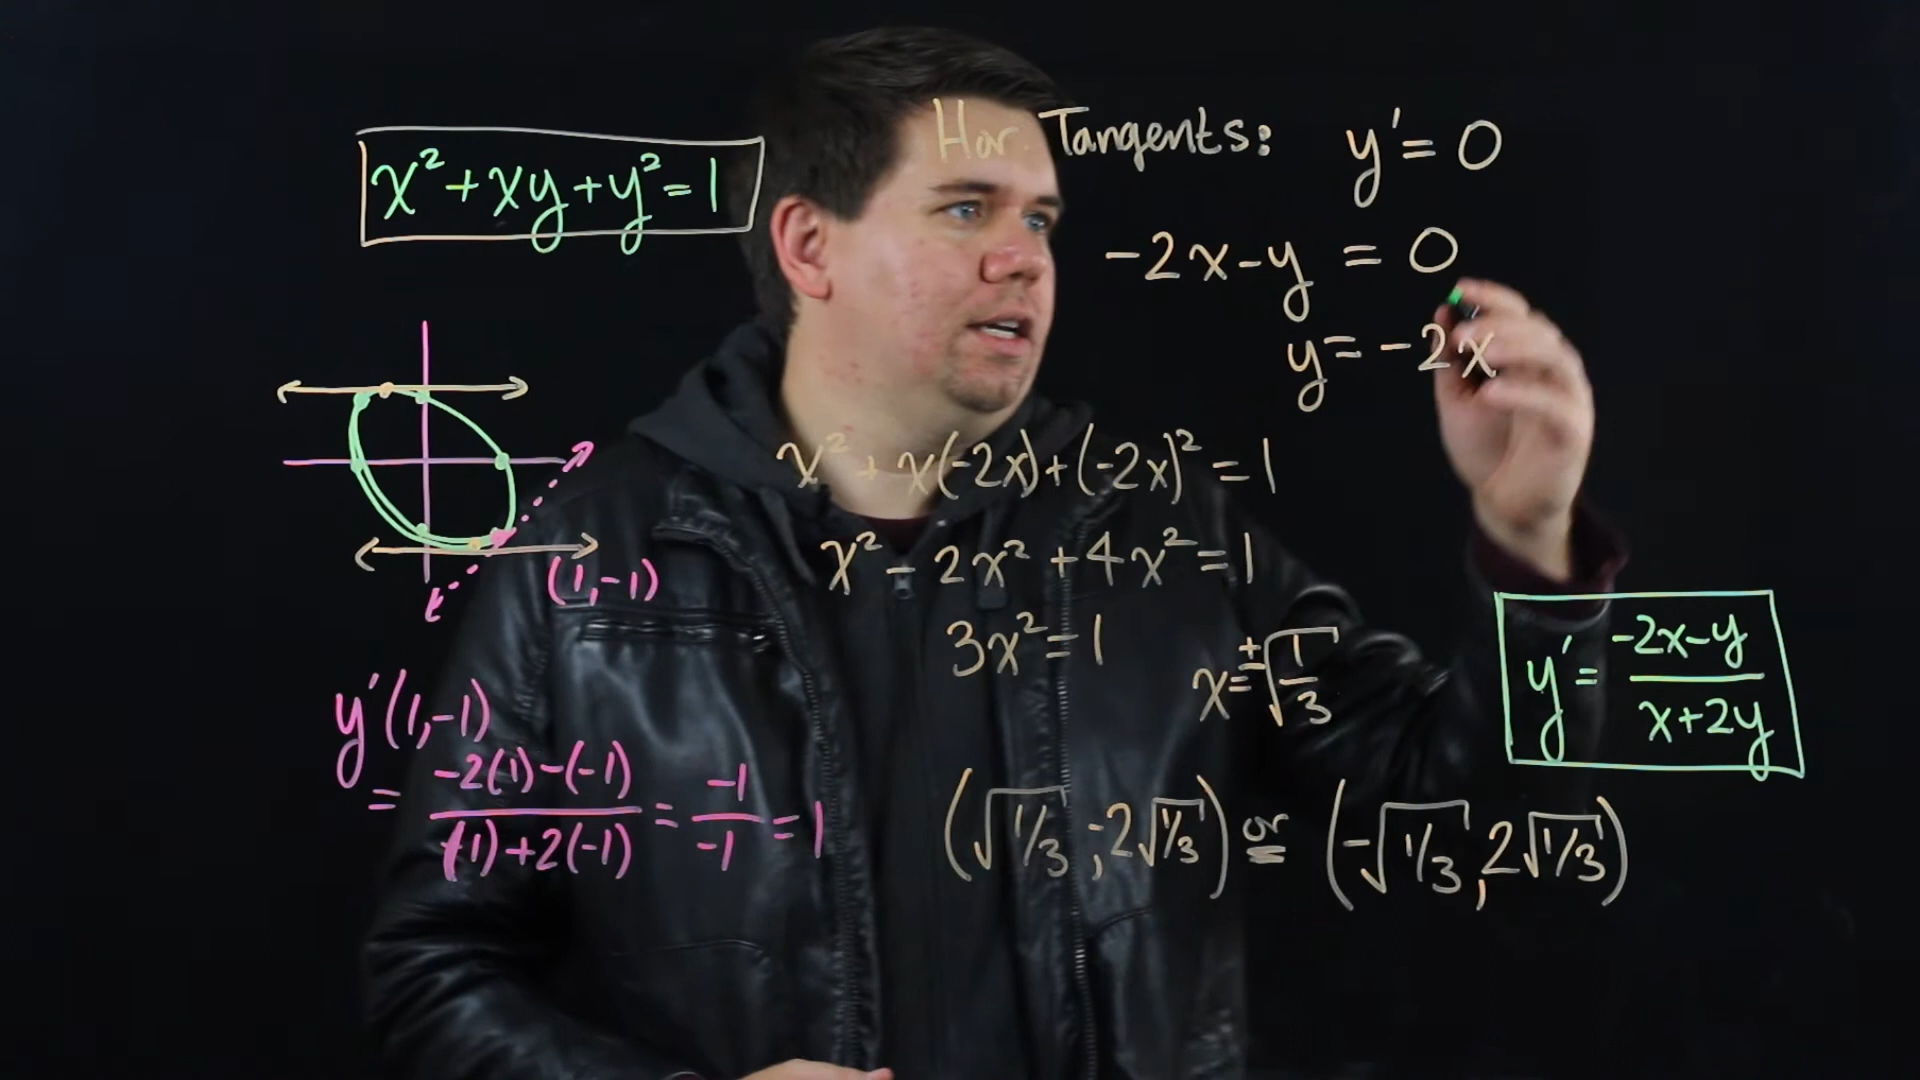 x² + xy + y² = 1
Hor. Tangents: y' = 0
-2x - y = 0
y = -2x
x² + x(-2x) + (-2x)² = 1
x² - 2x² + 4x² = 1
3x² = 1
x = ±√(1/3)
(√1/3, -2√1/3) or (-√1/3, 2√1/3)
(1, -1)
y'(1, -1)
= (-2(1) - (-1))/((1) + 2(-1)) = -1/-1 = 1
y' = (-2x - y)/(x + 2y)